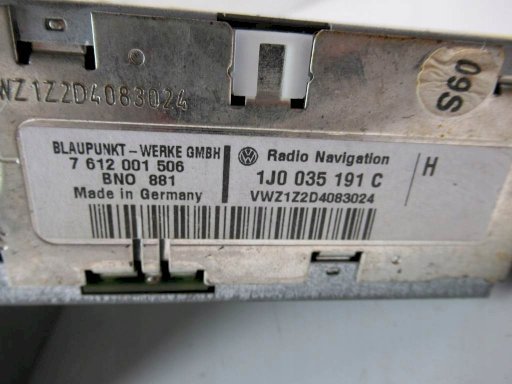 WZ1Z2D4083024
S60
BLAUPUNKT-WERKE GMBH
7 612 001 506
BNO 881
Made in Germany
Radio Navigation
1J0 035 191 C
VWZ1Z2D4083024
H